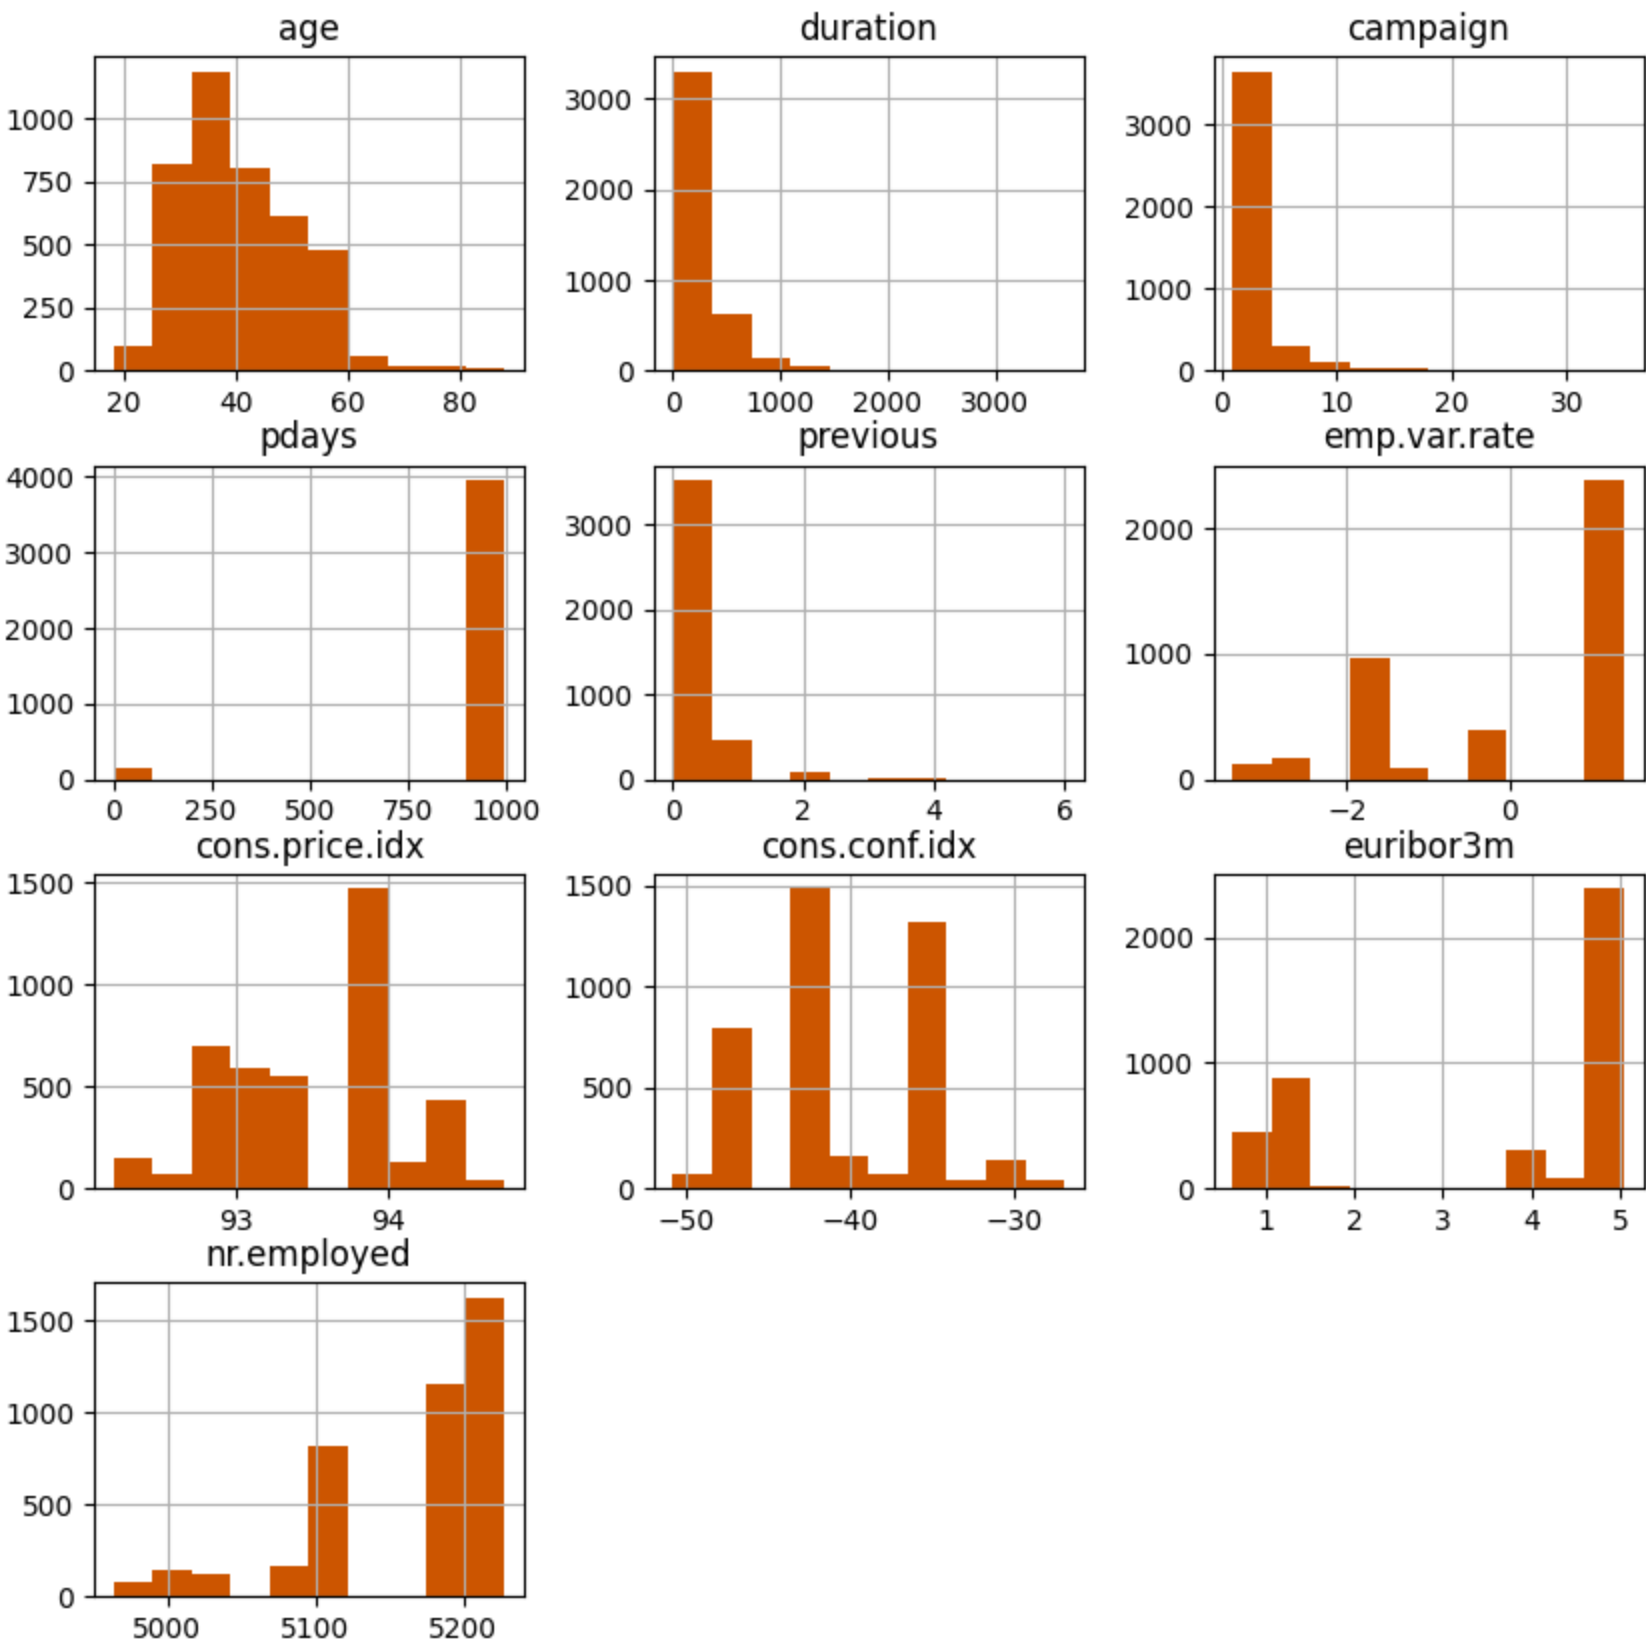 age
duration
campaign
1000
750
500
250
0
20 40 60 80
3000
2000
1000
0
0 1000 2000 3000
3000
2000
1000
0
0 10 20 30
pdays
previous
emp.var.rate
4000
3000
2000
1000
0
0 250 500 750 1000
3000
2000
1000
0
0 2 4 6
2000
1000
0
−2 0
cons.price.idx
cons.conf.idx
euribor3m
1500
1000
500
0
93 94
1500
1000
500
0
−50 −40 −30
2000
1000
0
1 2 3 4 5
nr.employed
1500
1000
500
0
5000 5100 5200